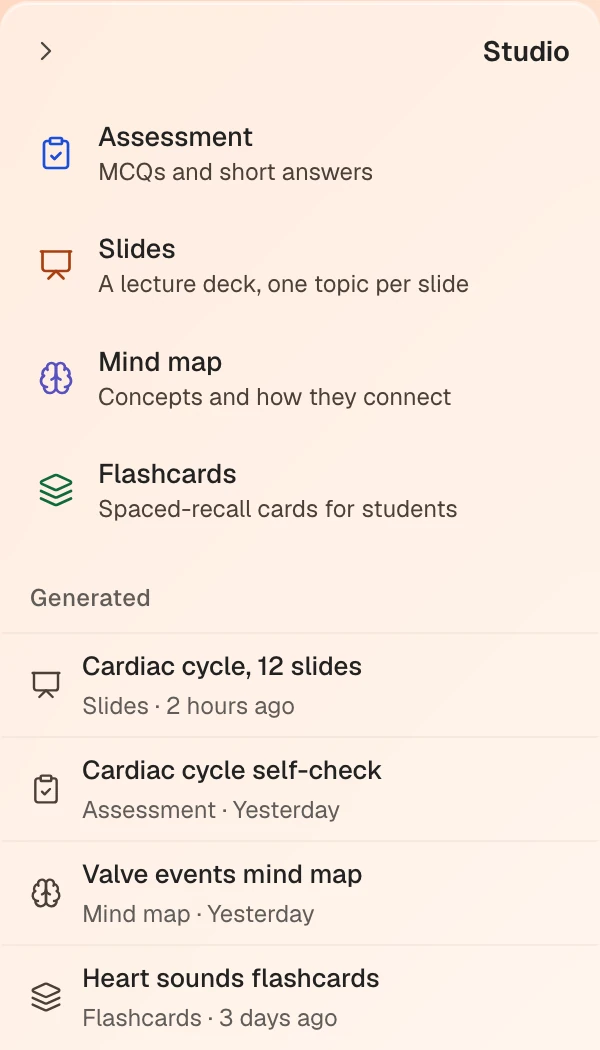 Studio
Assessment
MCQs and short answers
Slides
A lecture deck, one topic per slide
Mind map
Concepts and how they connect
Flashcards
Spaced-recall cards for students
Generated
Cardiac cycle, 12 slides
Slides · 2 hours ago
Cardiac cycle self-check
Assessment · Yesterday
Valve events mind map
Mind map · Yesterday
Heart sounds flashcards
Flashcards · 3 days ago